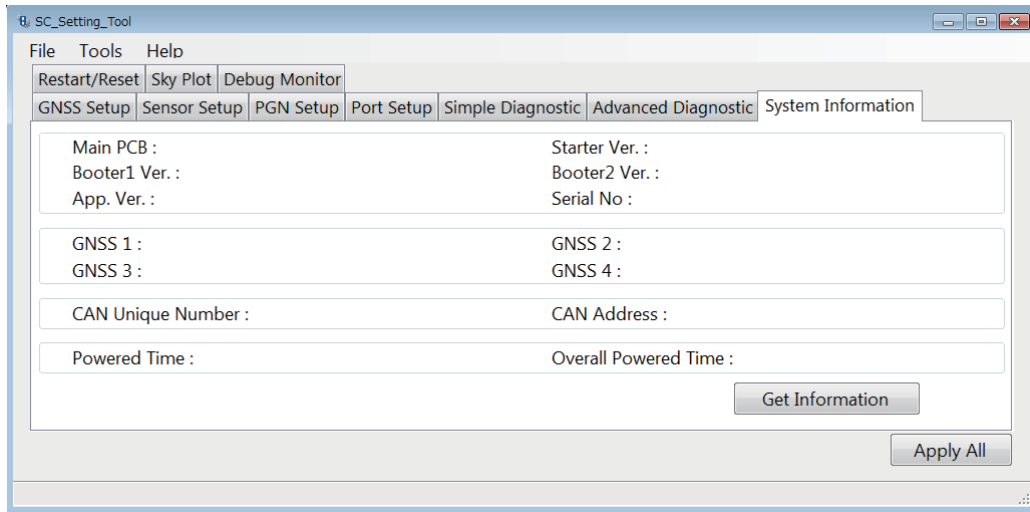 SC_Setting_Tool
File Tools Help
Restart/Reset Sky Plot Debug Monitor
GNSS Setup Sensor Setup PGN Setup Port Setup Simple Diagnostic Advanced Diagnostic System Information
Main PCB : Starter Ver. :
Booter1 Ver. : Booter2 Ver. :
App. Ver. : Serial No :
GNSS 1 : GNSS 2 :
GNSS 3 : GNSS 4 :
CAN Unique Number : CAN Address :
Powered Time : Overall Powered Time :
Get Information
Apply All